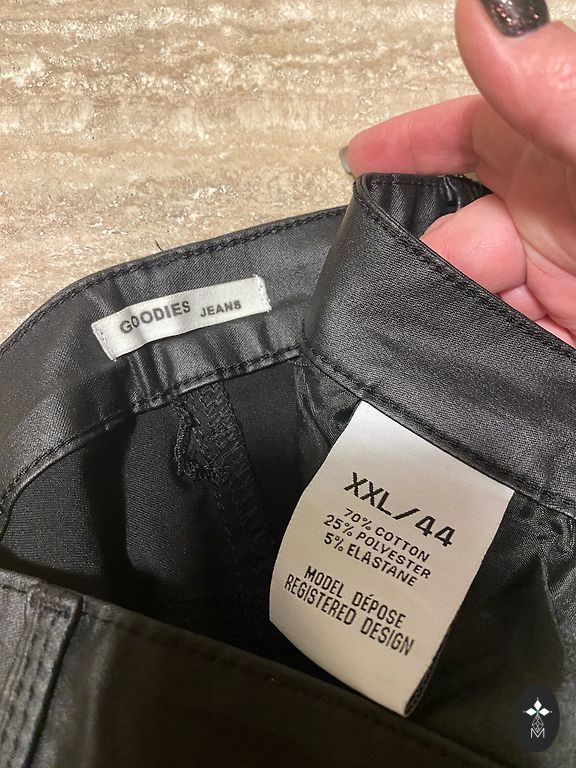 GOODIES JEANS
XXL/44
70% COTTON
25% POLYESTER
5% ELASTANE
MODEL DÉPOSE
REGISTERED DESIGN
M